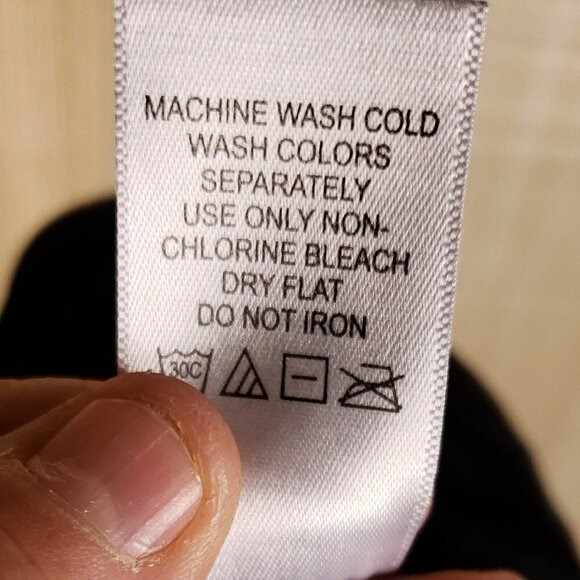 MACHINE WASH COLD
WASH COLORS
SEPARATELY
USE ONLY NON-
CHLORINE BLEACH
DRY FLAT
DO NOT IRON
30C